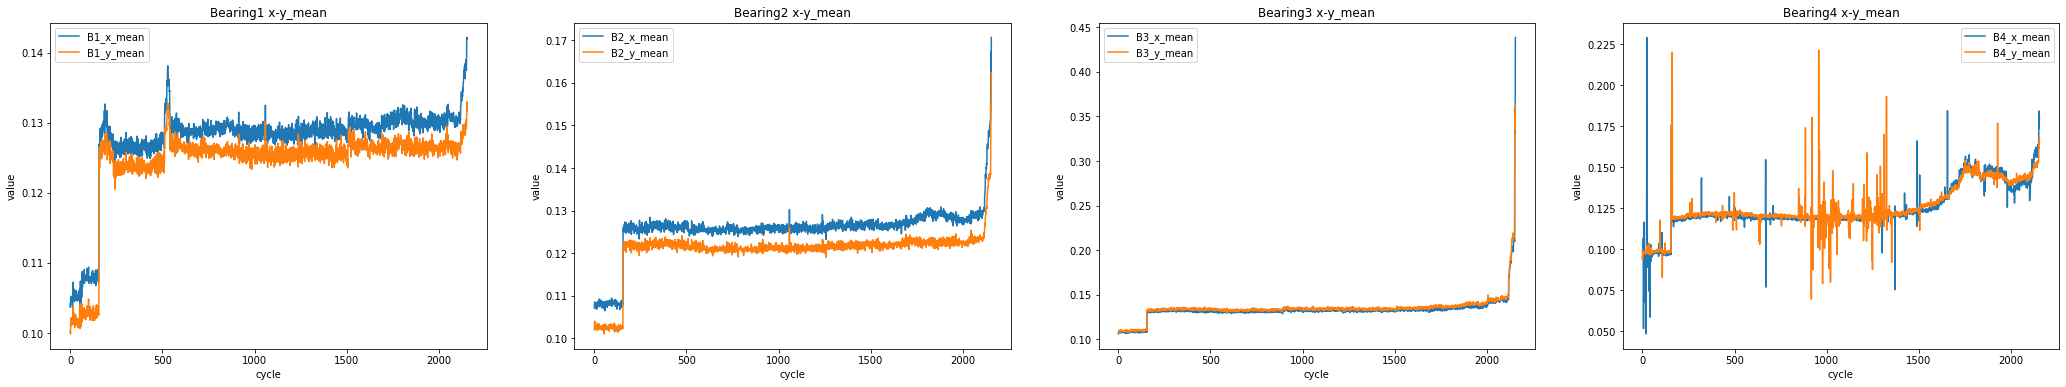 Bearing1 x-y_mean
B1_x_mean
B1_y_mean
value
0.14
0.13
0.12
0.11
0.10
0
500
1000
1500
2000
cycle
Bearing2 x-y_mean
B2_x_mean
B2_y_mean
value
0.17
0.16
0.15
0.14
0.13
0.12
0.11
0.10
0
500
1000
1500
2000
cycle
Bearing3 x-y_mean
B3_x_mean
B3_y_mean
value
0.45
0.40
0.35
0.30
0.25
0.20
0.15
0.10
0
500
1000
1500
2000
cycle
Bearing4 x-y_mean
B4_x_mean
B4_y_mean
value
0.225
0.200
0.175
0.150
0.125
0.100
0.075
0.050
0
500
1000
1500
2000
cycle